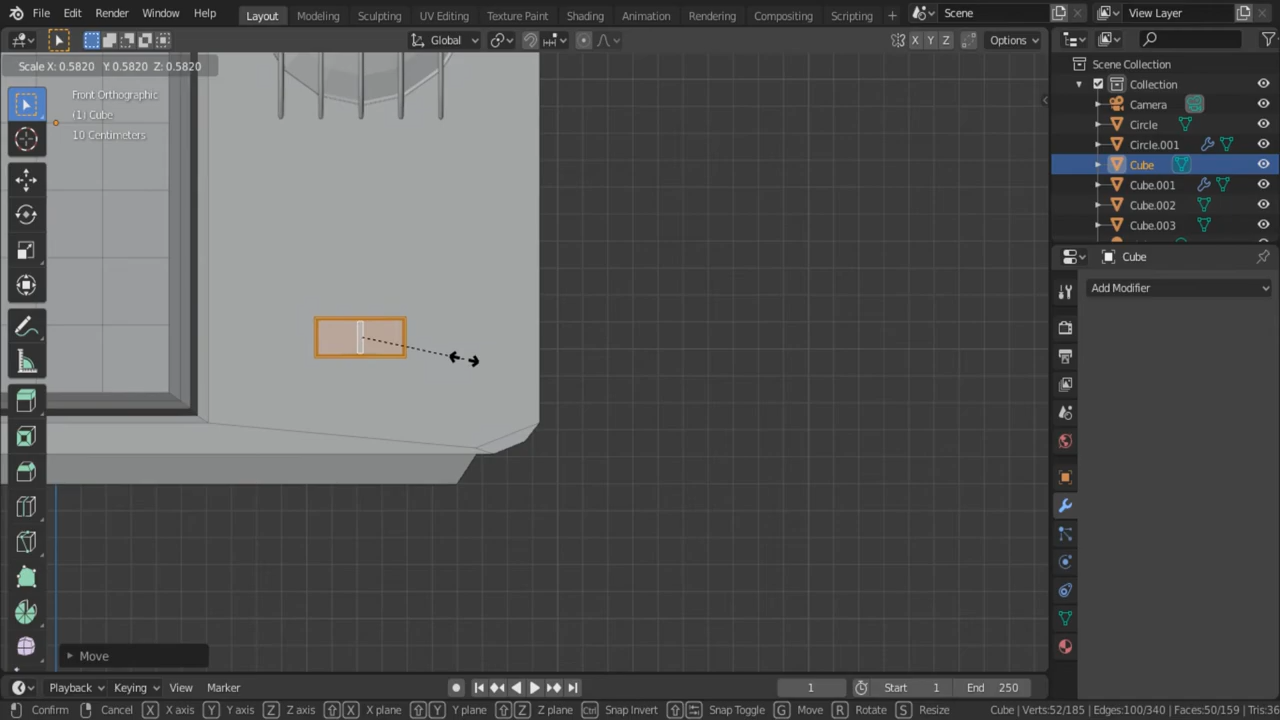 File Edit Render Window Help Layout Modeling Sculpting UV Editing Texture Paint Shading Animation Rendering Compositing Scripting Scene View Layer
Global X Y Z Options
Scale X: 0.5820 Y: 0.5820 Z: 0.5820
Front Orthographic
(1) Cube
10 Centimeters
Scene Collection
Collection
Camera
Circle
Circle.001
Cube
Cube.001
Cube.002
Cube.003
Cube
Add Modifier
Move
Playback Keying View Marker 1 Start 1 End 250
Confirm Cancel X X axis Y Y axis Z Z axis X X plane Y Y plane Z Z plane Ctrl Snap Invert Snap Toggle G Move R Rotate S Resize Cube | Verts:52/185 | Edges:100/340 | Faces:50/159 | Tris:36